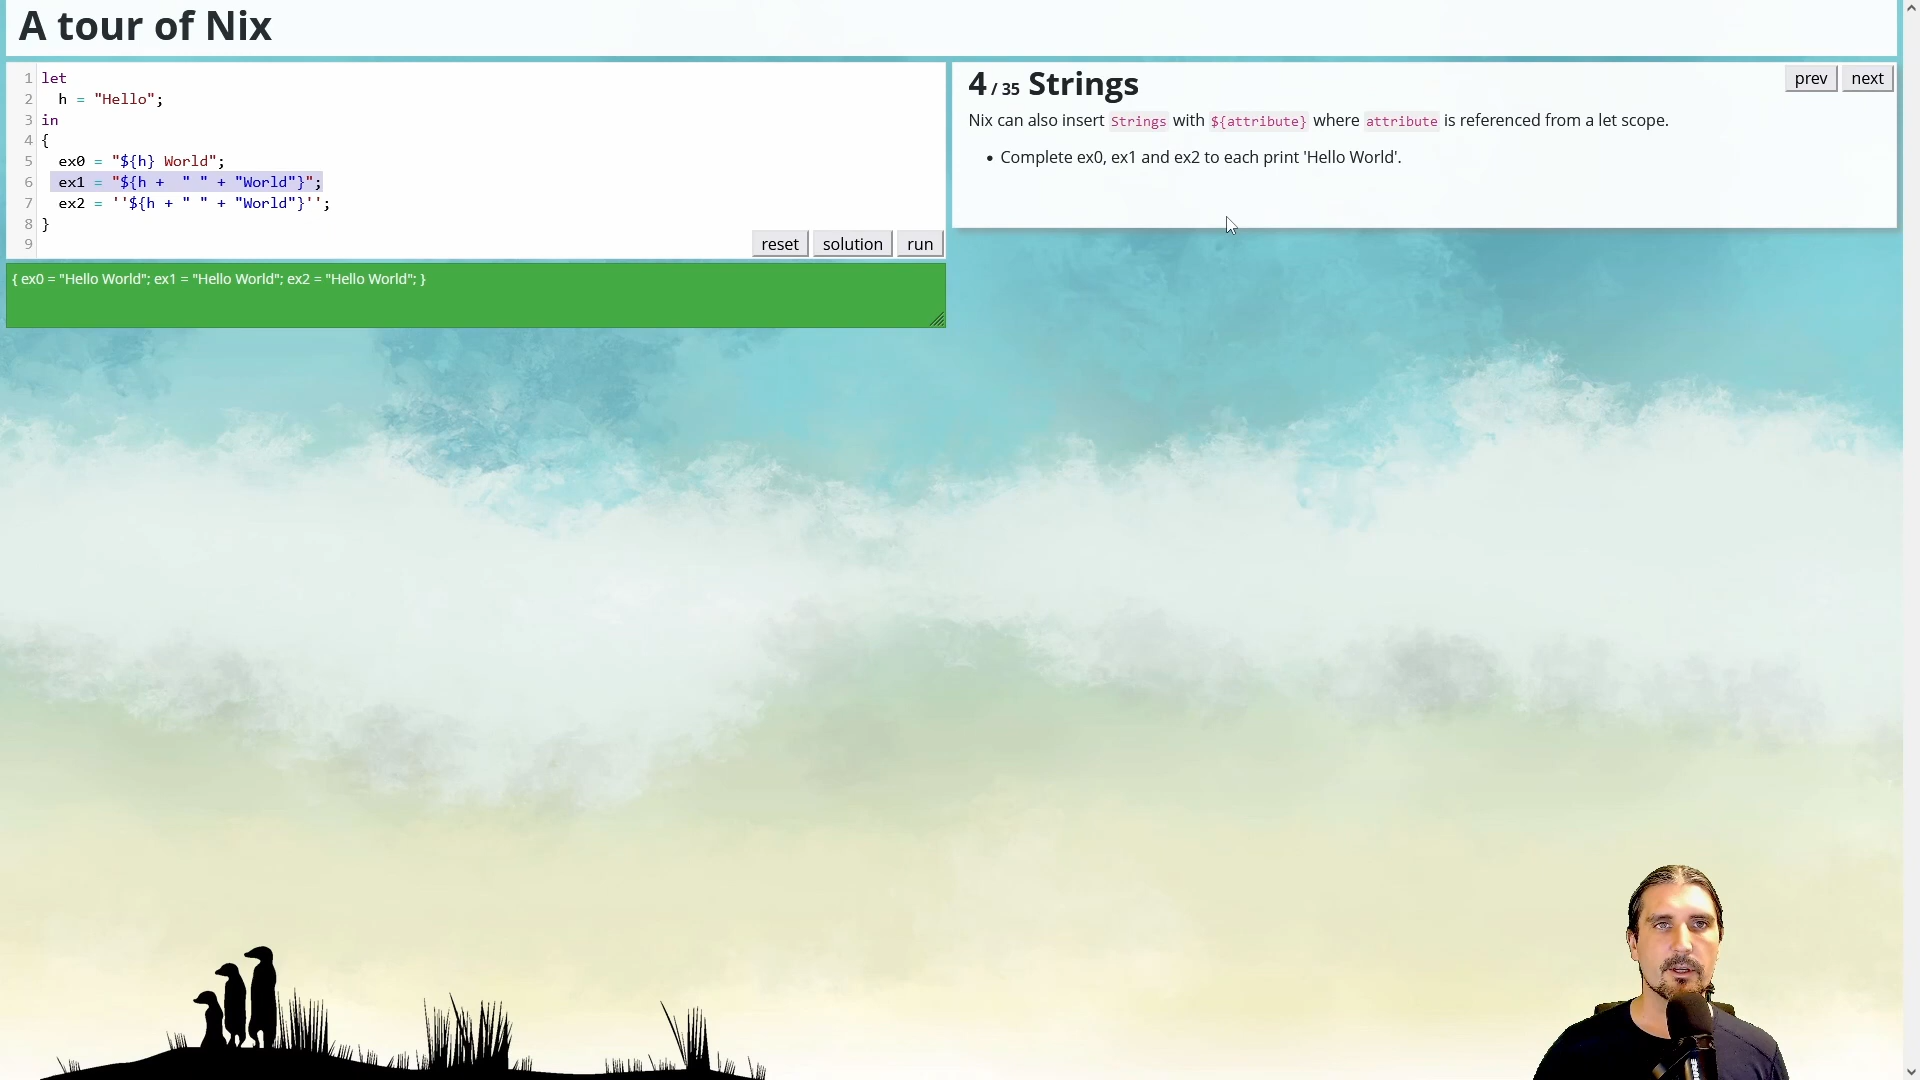 A tour of Nix
1 let
2   h = "Hello";
3 in
4 {
5   ex0 = "${h} World";
6   ex1 = "${h +  " " + "World"}";
7   ex2 = ''${h + " " + "World"}'';
8 }
9
reset solution run
{ ex0 = "Hello World"; ex1 = "Hello World"; ex2 = "Hello World"; }
4 / 35 Strings
prev next
Nix can also insert Strings with ${attribute} where attribute is referenced from a let scope.
• Complete ex0, ex1 and ex2 to each print 'Hello World'.